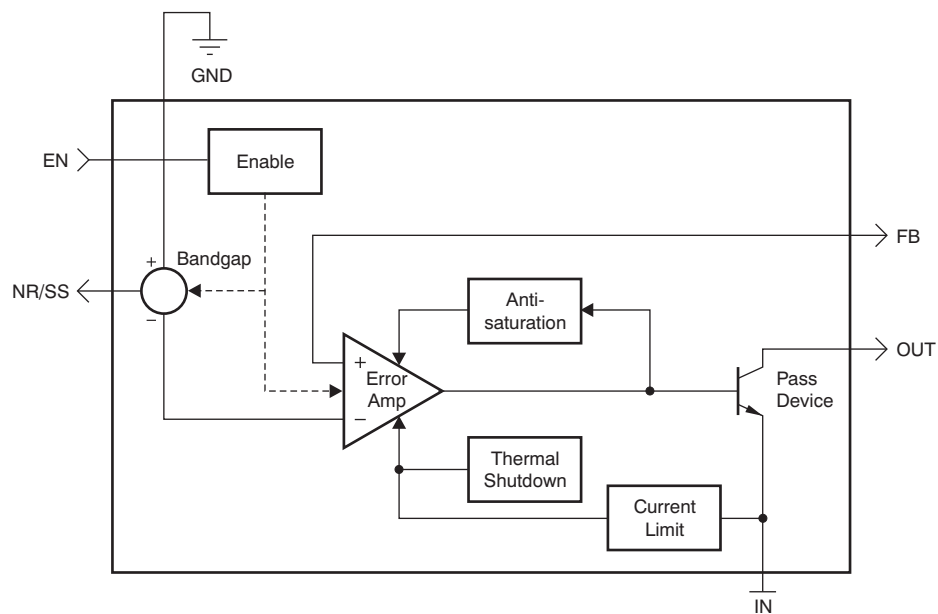 GND
EN
Enable
FB
+
Bandgap
NR/SS
−
Anti-
saturation
OUT
+
Error
Amp
−
Pass
Device
Thermal
Shutdown
Current
Limit
IN